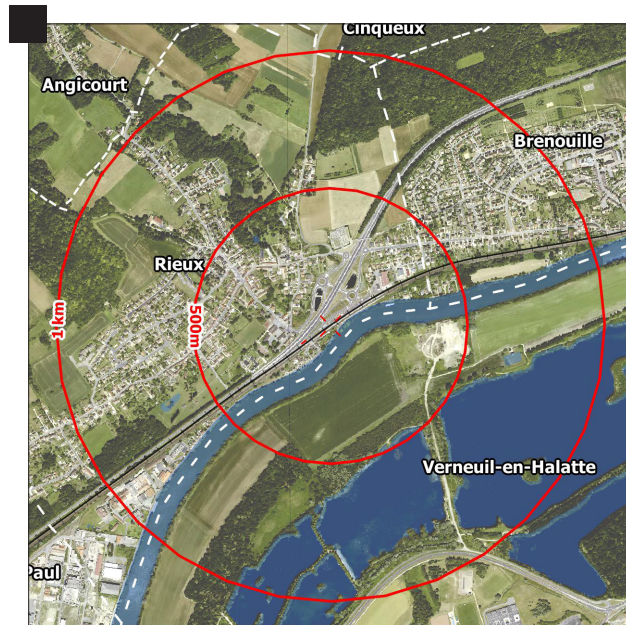 Cinqueux
Angicourt
Brenouille
Rieux
1 km
500m
Verneuil-en-Halatte
Paul